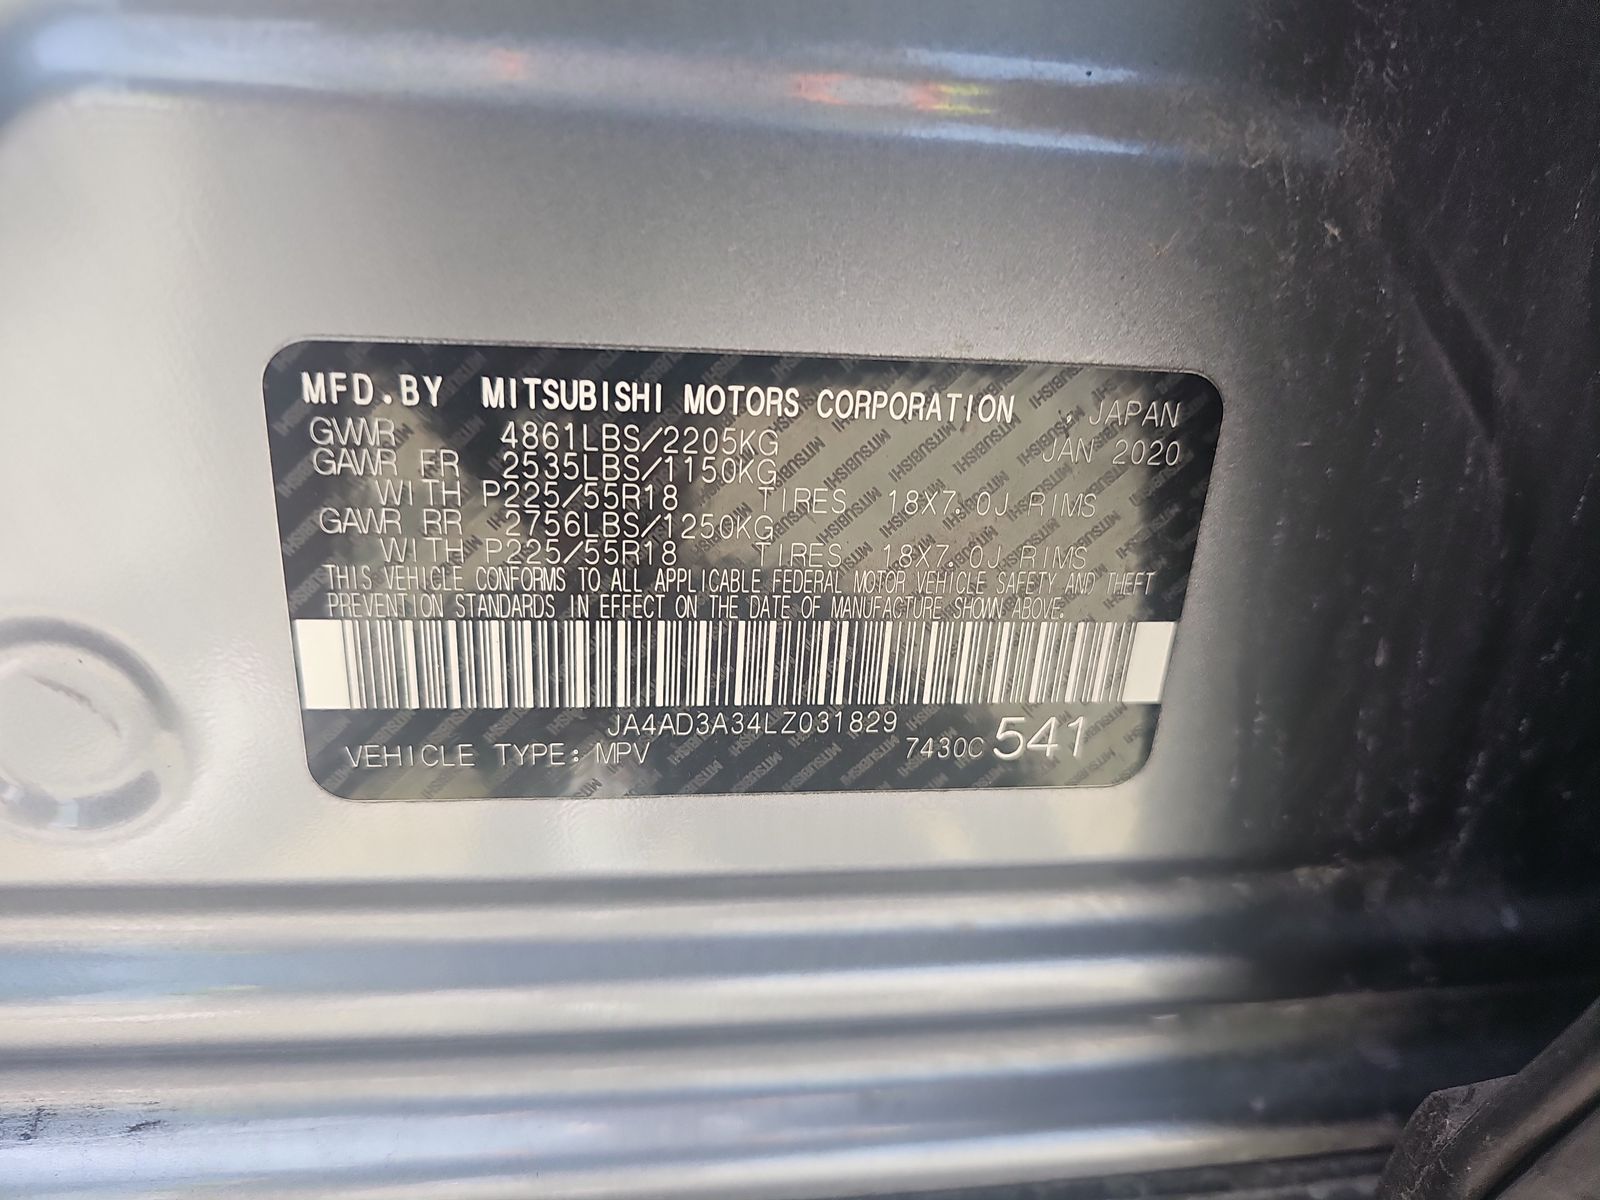 MFD.BY MITSUBISHI MOTORS CORPORATION , JAPAN
GVWR 4861LBS/2205KG JAN 2020
GAWR FR 2535LBS/1150KG
WITH P225/55R18 TIRES 18X7.0J RIMS
GAWR RR 2756LBS/1250KG
WITH P225/55R18 TIRES 18X7.0J RIMS
THIS VEHICLE CONFORMS TO ALL APPLICABLE FEDERAL MOTOR VEHICLE SAFETY AND THEFT
PREVENTION STANDARDS IN EFFECT ON THE DATE OF MANUFACTURE SHOWN ABOVE.
JA4AD3A34LZ031829
VEHICLE TYPE: MPV 7430C 541